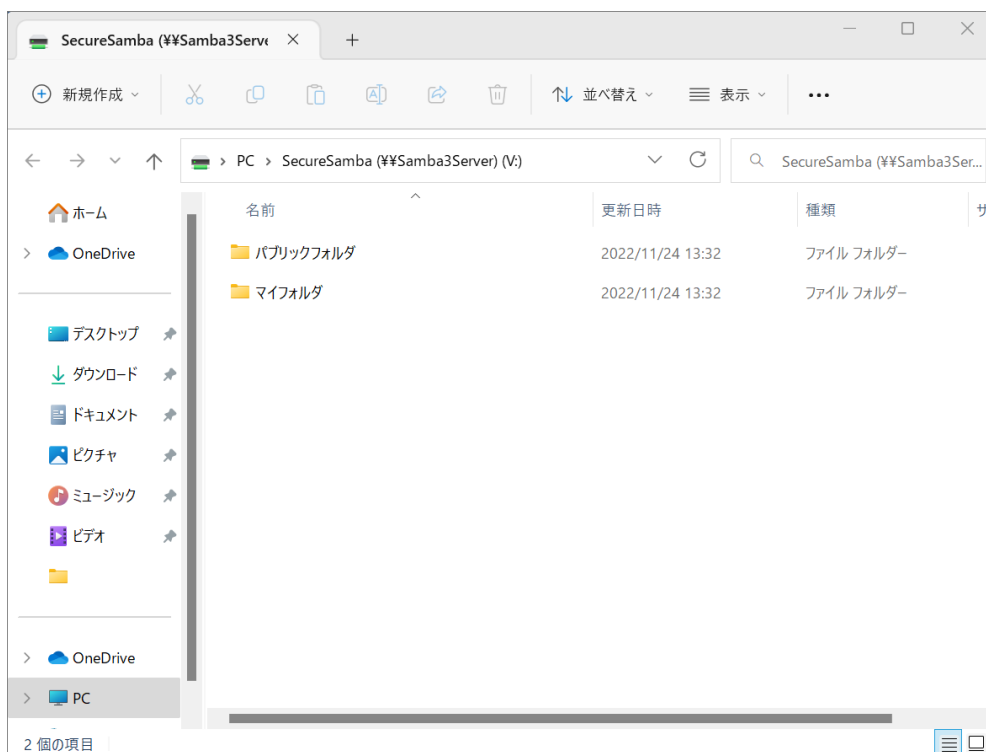 SecureSamba (¥¥Samba3Serve
新規作成
並べ替え
表示
PC > SecureSamba (¥¥Samba3Server) (V:)
SecureSamba (¥¥Samba3Ser...
名前 更新日時 種類 サ
パブリックフォルダ 2022/11/24 13:32 ファイル フォルダー
マイフォルダ 2022/11/24 13:32 ファイル フォルダー
ホーム
OneDrive
デスクトップ
ダウンロード
ドキュメント
ピクチャ
ミュージック
ビデオ
OneDrive
PC
2 個の項目